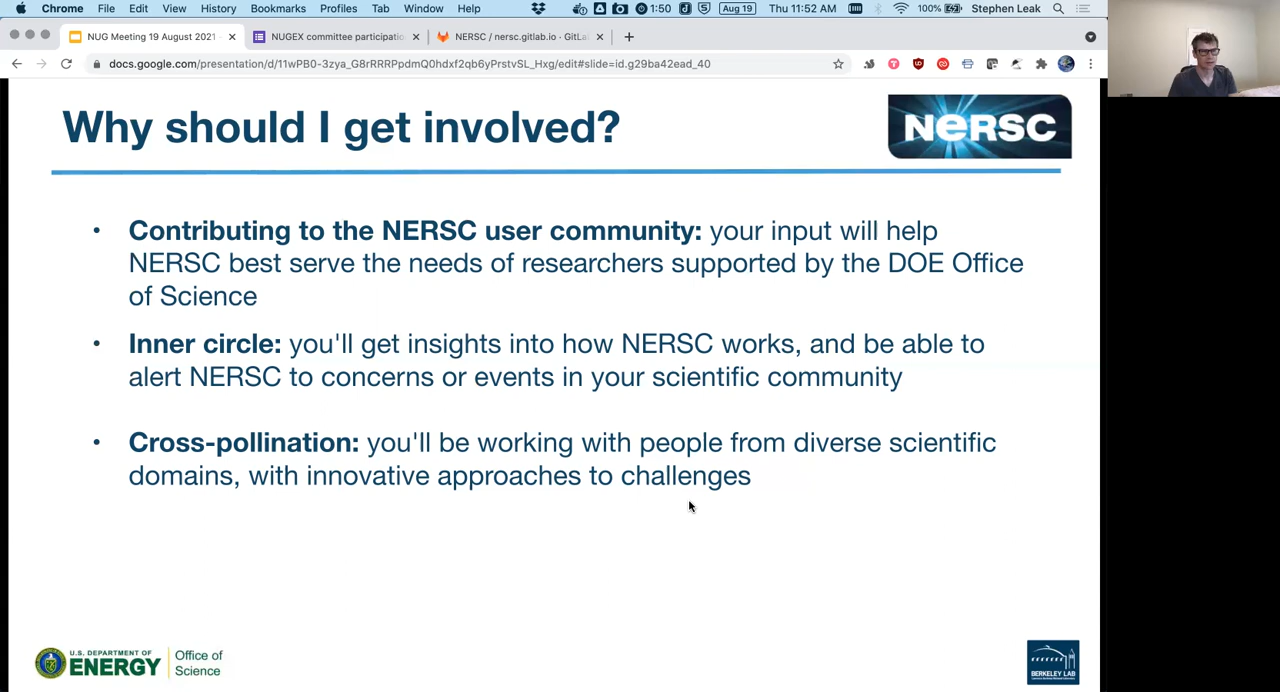 Chrome File Edit View History Bookmarks Profiles Tab Window Help 1:50 Aug 19 Thu 11:52 AM 100% Stephen Leak
NUG Meeting 19 August 2021 NUGEX committee participatio NERSC / nersc.gitlab.io · GitLa
docs.google.com/presentation/d/11wPB0-3zya_G8rRRRPpdmQ0hdxf2qb6yPrstvSL_Hxg/edit#slide=id.g29ba42ead_40
Why should I get involved?
NERSC
• Contributing to the NERSC user community: your input will help
NERSC best serve the needs of researchers supported by the DOE Office
of Science
• Inner circle: you'll get insights into how NERSC works, and be able to
alert NERSC to concerns or events in your scientific community
• Cross-pollination: you'll be working with people from diverse scientific
domains, with innovative approaches to challenges
U.S. DEPARTMENT OF
ENERGY
Office of
Science
BERKELEY LAB